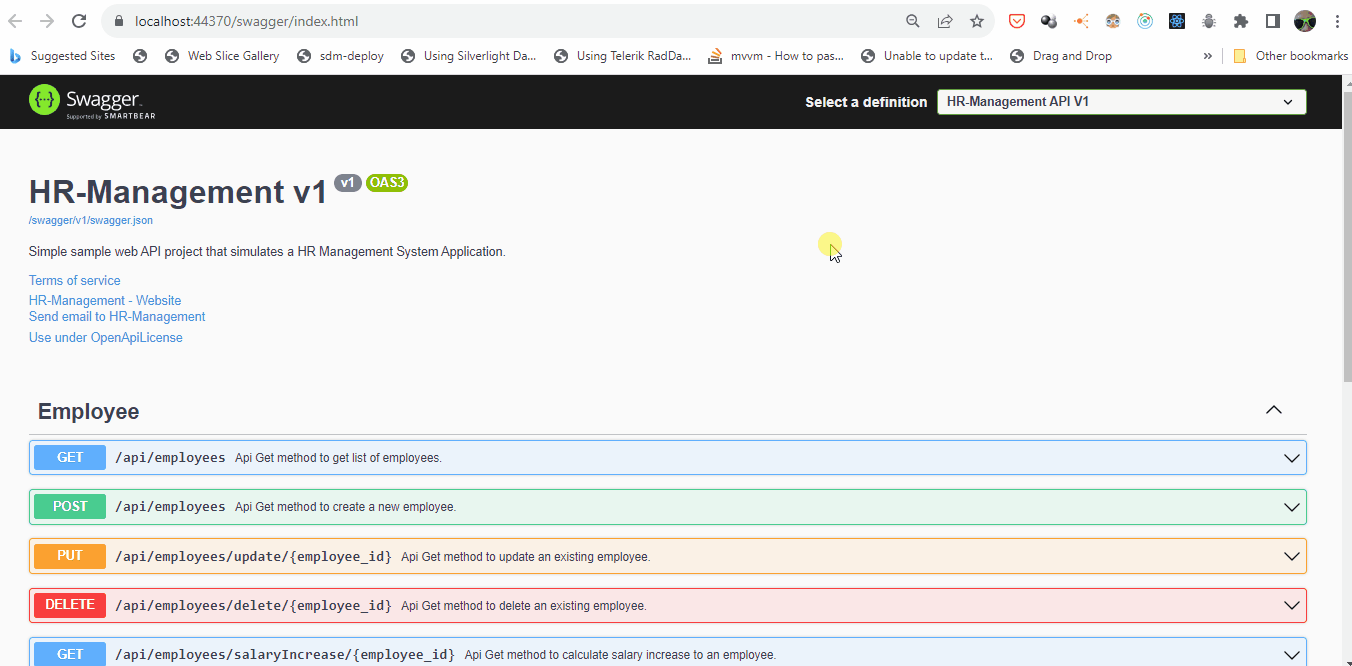 localhost:44370/swagger/index.html
Suggested Sites Web Slice Gallery sdm-deploy Using Silverlight Da... Using Telerik RadDa... mvvm - How to pas... Unable to update t... Drag and Drop » Other bookmarks
{··} Swagger™ Select a definition HR-Management API V1
Supported by SMARTBEAR
HR-Management v1 v1 OAS3
/swagger/v1/swagger.json
Simple sample web API project that simulates a HR Management System Application.
Terms of service
HR-Management - Website
Send email to HR-Management
Use under OpenApiLicense
Employee
GET /api/employees Api Get method to get list of employees.
POST /api/employees Api Get method to create a new employee.
PUT /api/employees/update/{employee_id} Api Get method to update an existing employee.
DELETE /api/employees/delete/{employee_id} Api Get method to delete an existing employee.
GET /api/employees/salaryIncrease/{employee_id} Api Get method to calculate salary increase to an employee.